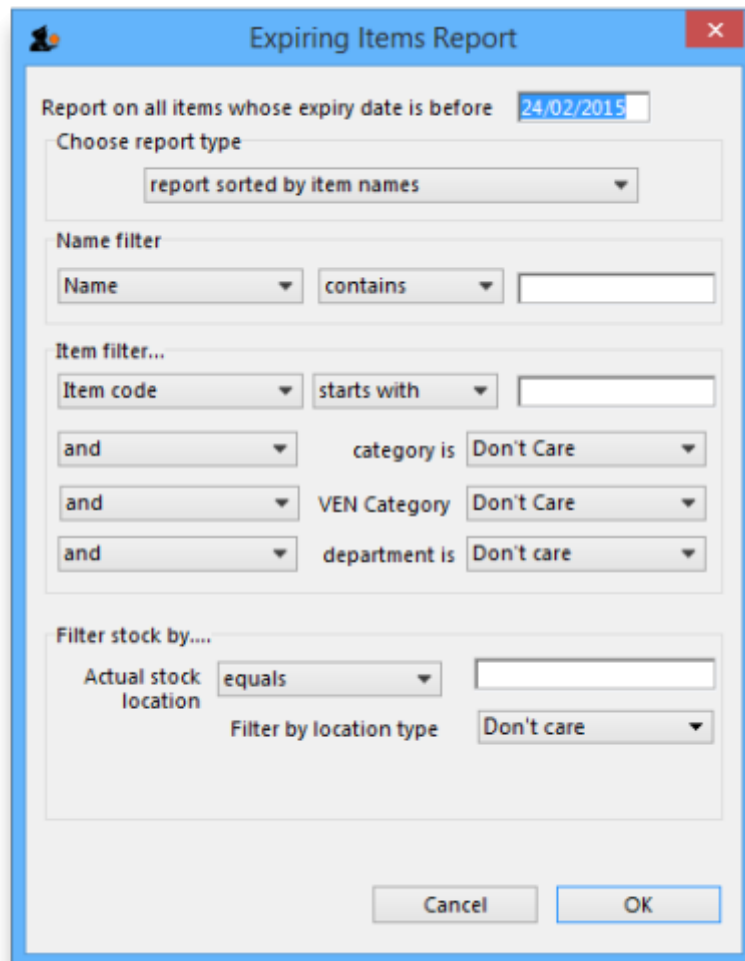 Expiring Items Report
Report on all items whose expiry date is before 24/02/2015
Choose report type
report sorted by item names
Name filter
Name contains
Item filter...
Item code starts with
and category is Don't Care
and VEN Category Don't Care
and department is Don't care
Filter stock by....
Actual stock location equals
Filter by location type Don't care
Cancel OK